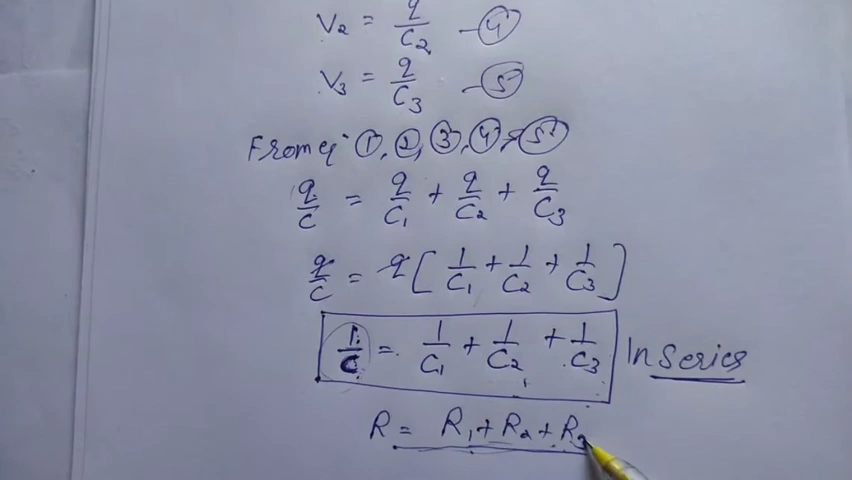 V₂ = q/C₂ –④
V₃ = q/C₃ –⑤
From eqⁿ ①, ②, ③, ④, ⑤
q/C = q/C₁ + q/C₂ + q/C₃
q/C = q[1/C₁ + 1/C₂ + 1/C₃]
1/C = 1/C₁ + 1/C₂ + 1/C₃ In series
R = R₁ + R₂ + R₃